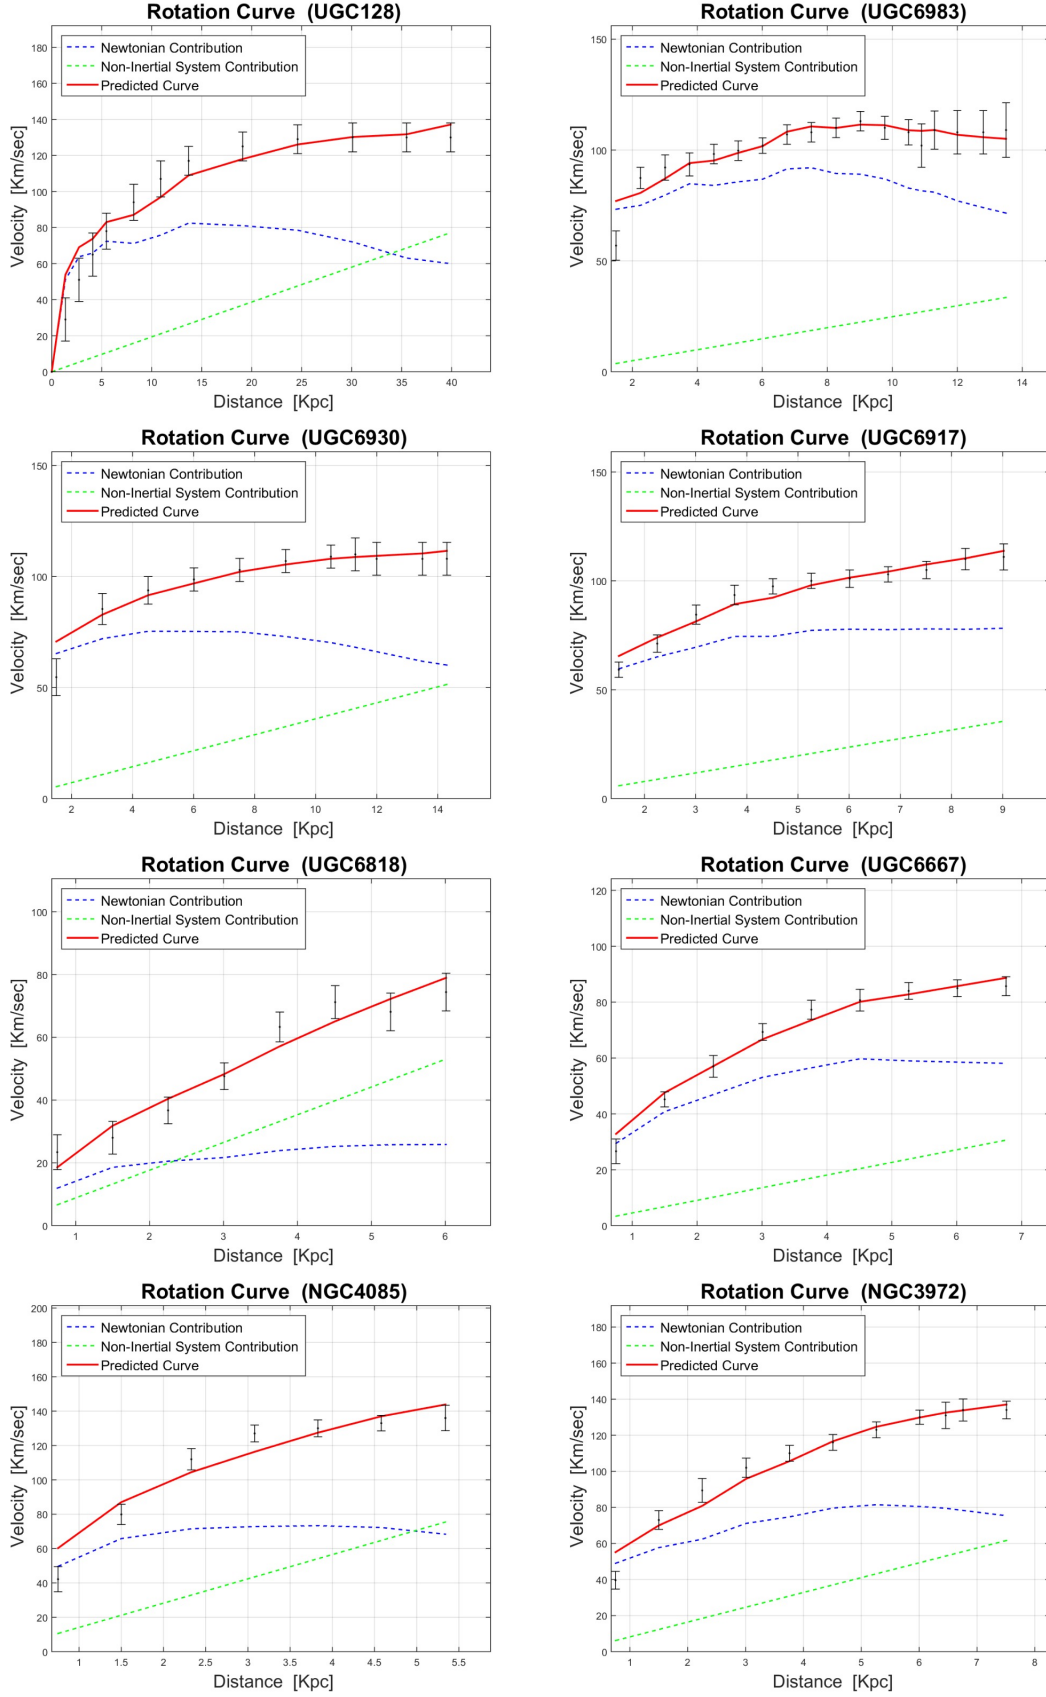 Rotation Curve (UGC128)
Newtonian Contribution
Non-Inertial System Contribution
Predicted Curve
Velocity [Km/sec]
180
160
140
120
100
80
60
40
20
0
0 5 10 15 20 25 30 35 40
Distance [Kpc]
Rotation Curve (UGC6983)
Newtonian Contribution
Non-Inertial System Contribution
Predicted Curve
Velocity [Km/sec]
150
100
50
0
2 4 6 8 10 12 14
Distance [Kpc]
Rotation Curve (UGC6930)
Newtonian Contribution
Non-Inertial System Contribution
Predicted Curve
Velocity [Km/sec]
150
100
50
0
2 4 6 8 10 12 14
Distance [Kpc]
Rotation Curve (UGC6917)
Newtonian Contribution
Non-Inertial System Contribution
Predicted Curve
Velocity [Km/sec]
150
100
50
0
2 3 4 5 6 7 8 9
Distance [Kpc]
Rotation Curve (UGC6818)
Newtonian Contribution
Non-Inertial System Contribution
Predicted Curve
Velocity [Km/sec]
100
80
60
40
20
0
1 2 3 4 5 6
Distance [Kpc]
Rotation Curve (UGC6667)
Newtonian Contribution
Non-Inertial System Contribution
Predicted Curve
Velocity [Km/sec]
120
100
80
60
40
20
0
1 2 3 4 5 6 7
Distance [Kpc]
Rotation Curve (NGC4085)
Newtonian Contribution
Non-Inertial System Contribution
Predicted Curve
Velocity [Km/sec]
200
180
160
140
120
100
80
60
40
20
0
1 1.5 2 2.5 3 3.5 4 4.5 5 5.5
Distance [Kpc]
Rotation Curve (NGC3972)
Newtonian Contribution
Non-Inertial System Contribution
Predicted Curve
Velocity [Km/sec]
180
160
140
120
100
80
60
40
20
0
1 2 3 4 5 6 7 8
Distance [Kpc]